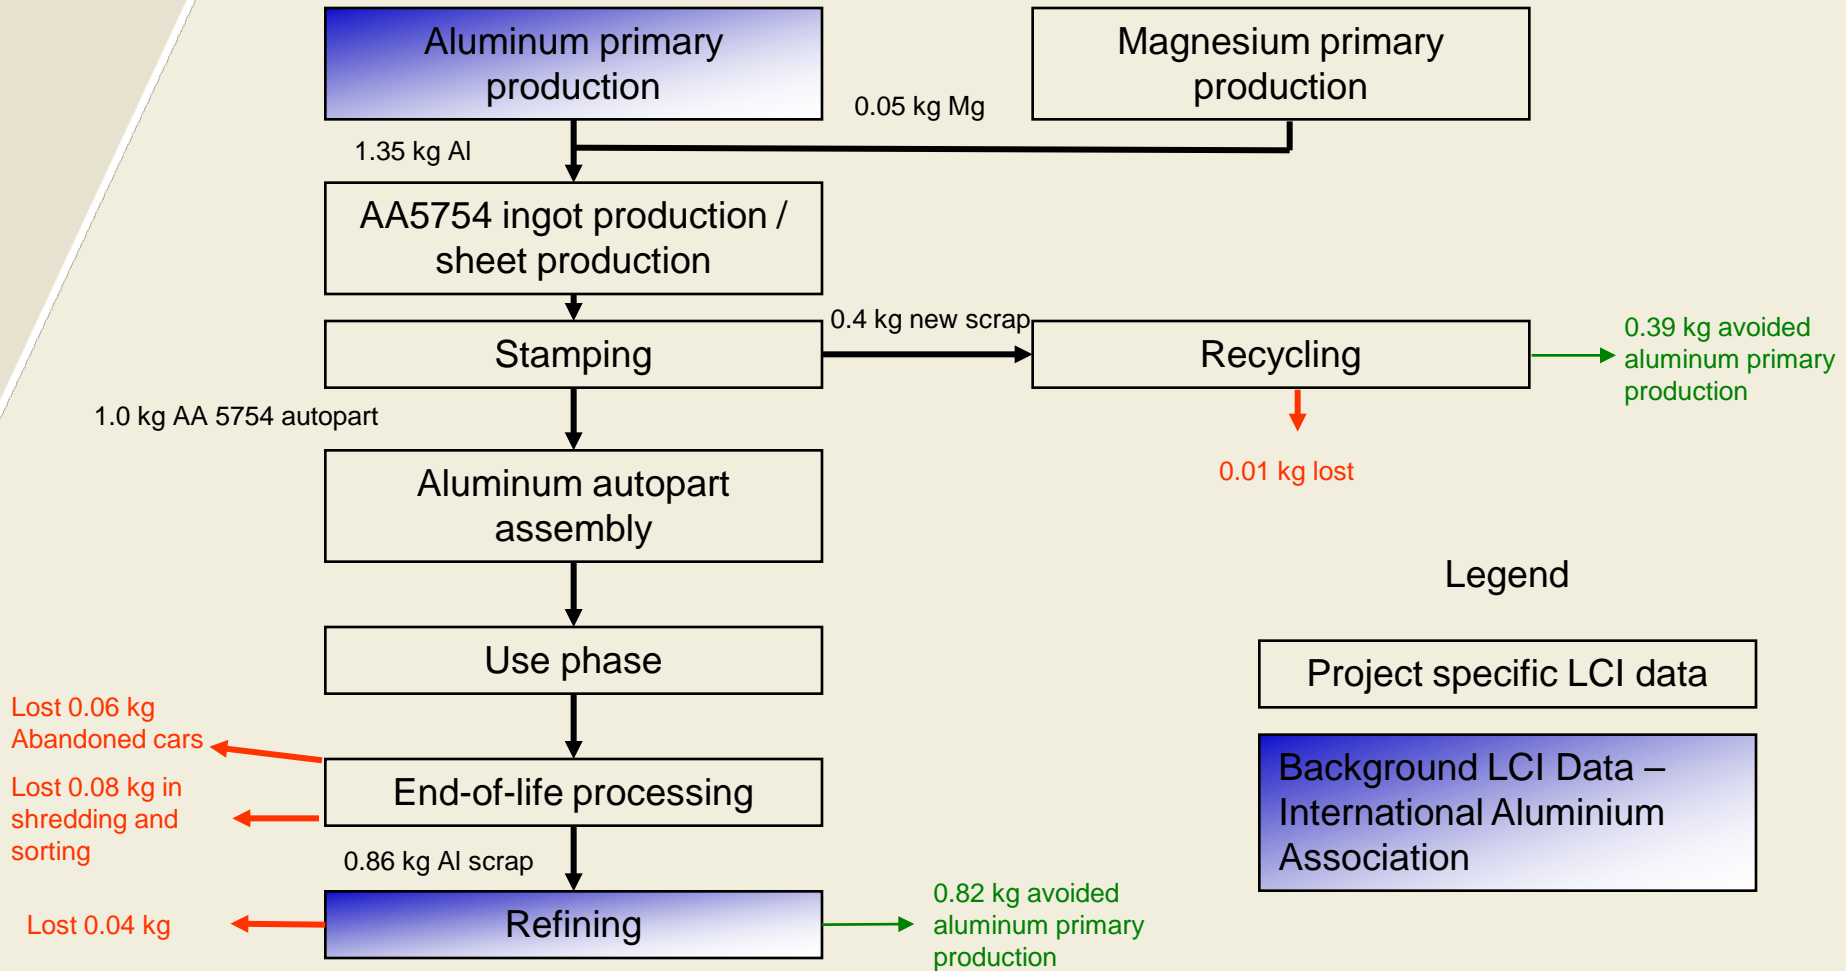 Aluminum primary
production
Magnesium primary
production
0.05 kg Mg
1.35 kg Al
AA5754 ingot production /
sheet production
0.4 kg new scrap
Stamping
Recycling
0.39 kg avoided
aluminum primary
production
1.0 kg AA 5754 autopart
0.01 kg lost
Aluminum autopart
assembly
Legend
Use phase
Project specific LCI data
Lost 0.06 kg
Abandoned cars
End-of-life processing
Lost 0.08 kg in
shredding and
sorting
Background LCI Data –
International Aluminium
Association
0.86 kg Al scrap
Refining
Lost 0.04 kg
0.82 kg avoided
aluminum primary
production